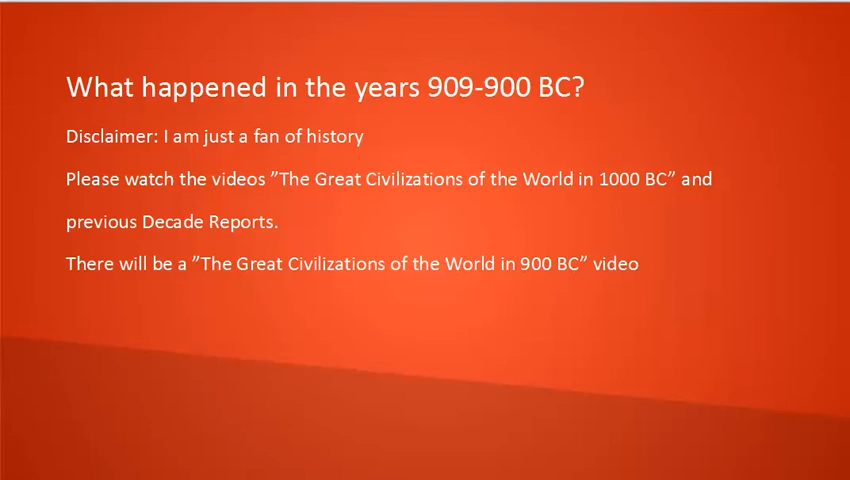 What happened in the years 909-900 BC?
Disclaimer: I am just a fan of history
Please watch the videos ”The Great Civilizations of the World in 1000 BC” and
previous Decade Reports.
There will be a ”The Great Civilizations of the World in 900 BC” video